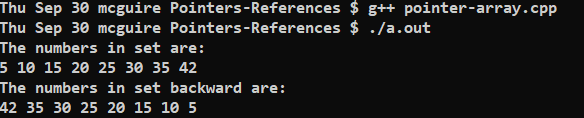 Thu Sep 30 mcguire Pointers-References $ g++ pointer-array.cpp
Thu Sep 30 mcguire Pointers-References $ ./a.out
The numbers in set are:
5 10 15 20 25 30 35 42
The numbers in set backward are:
42 35 30 25 20 15 10 5